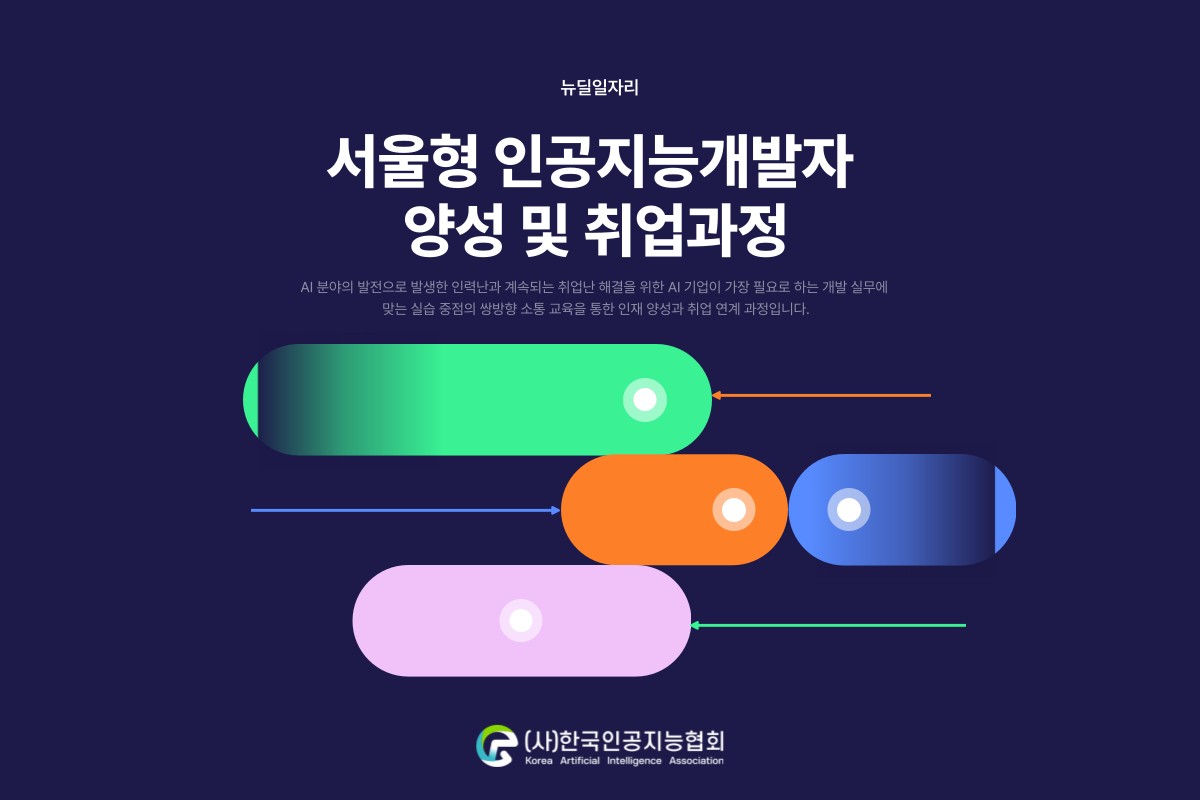 뉴딜일자리
서울형 인공지능개발자
양성 및 취업과정
AI 분야의 발전으로 발생한 인력난과 계속되는 취업난 해결을 위한 AI 기업이 가장 필요로 하는 개발 실무에
맞는 실습 중점의 쌍방향 소통 교육을 통한 인재 양성과 취업 연계 과정입니다.
(사)한국인공지능협회
Korea Artificial Intelligence Association